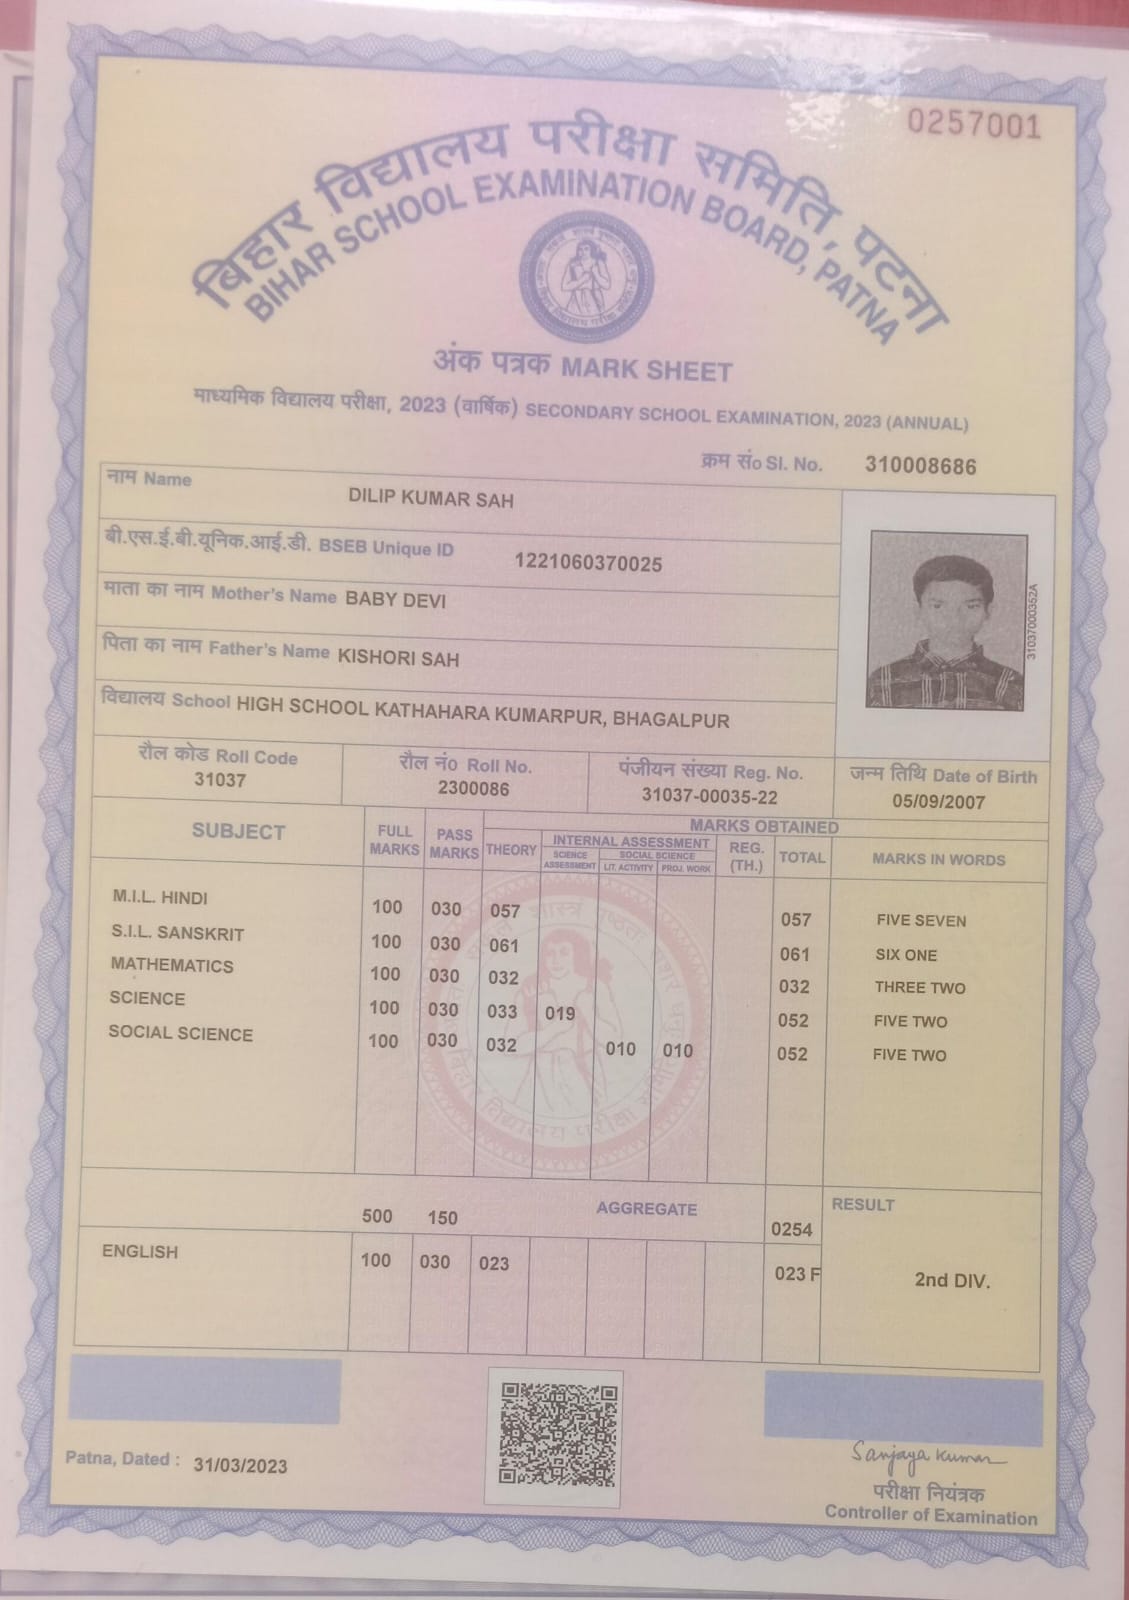 0257001
बिहार विद्यालय परीक्षा समिति, पटना
BIHAR SCHOOL EXAMINATION BOARD, PATNA
अंक पत्रक MARK SHEET
माध्यमिक विद्यालय परीक्षा, 2023 (वार्षिक) SECONDARY SCHOOL EXAMINATION, 2023 (ANNUAL)
क्रम सं० Sl. No. 310008686
नाम Name DILIP KUMAR SAH
बी.एस.ई.बी.यूनिक.आई.डी. BSEB Unique ID 1221060370025
माता का नाम Mother's Name BABY DEVI
पिता का नाम Father's Name KISHORI SAH
विद्यालय School HIGH SCHOOL KATHAHARA KUMARPUR, BHAGALPUR
310370000352A
रौल कोड Roll Code रौल नं० Roll No. पंजीयन संख्या Reg. No. जन्म तिथि Date of Birth
31037 2300086 31037-00035-22 05/09/2007
SUBJECT FULL MARKS PASS MARKS MARKS OBTAINED
THEORY INTERNAL ASSESSMENT REG. (TH.) TOTAL MARKS IN WORDS
SCIENCE ASSESSMENT SOCIAL SCIENCE
LIT. ACTIVITY PROJ. WORK
M.I.L. HINDI 100 030 057 057 FIVE SEVEN
S.I.L. SANSKRIT 100 030 061 061 SIX ONE
MATHEMATICS 100 030 032 032 THREE TWO
SCIENCE 100 030 033 019 052 FIVE TWO
SOCIAL SCIENCE 100 030 032 010 010 052 FIVE TWO
500 150 AGGREGATE 0254 RESULT
ENGLISH 100 030 023 023 F 2nd DIV.
Patna, Dated : 31/03/2023
Sanjaya Kumar
परीक्षा नियंत्रक
Controller of Examination